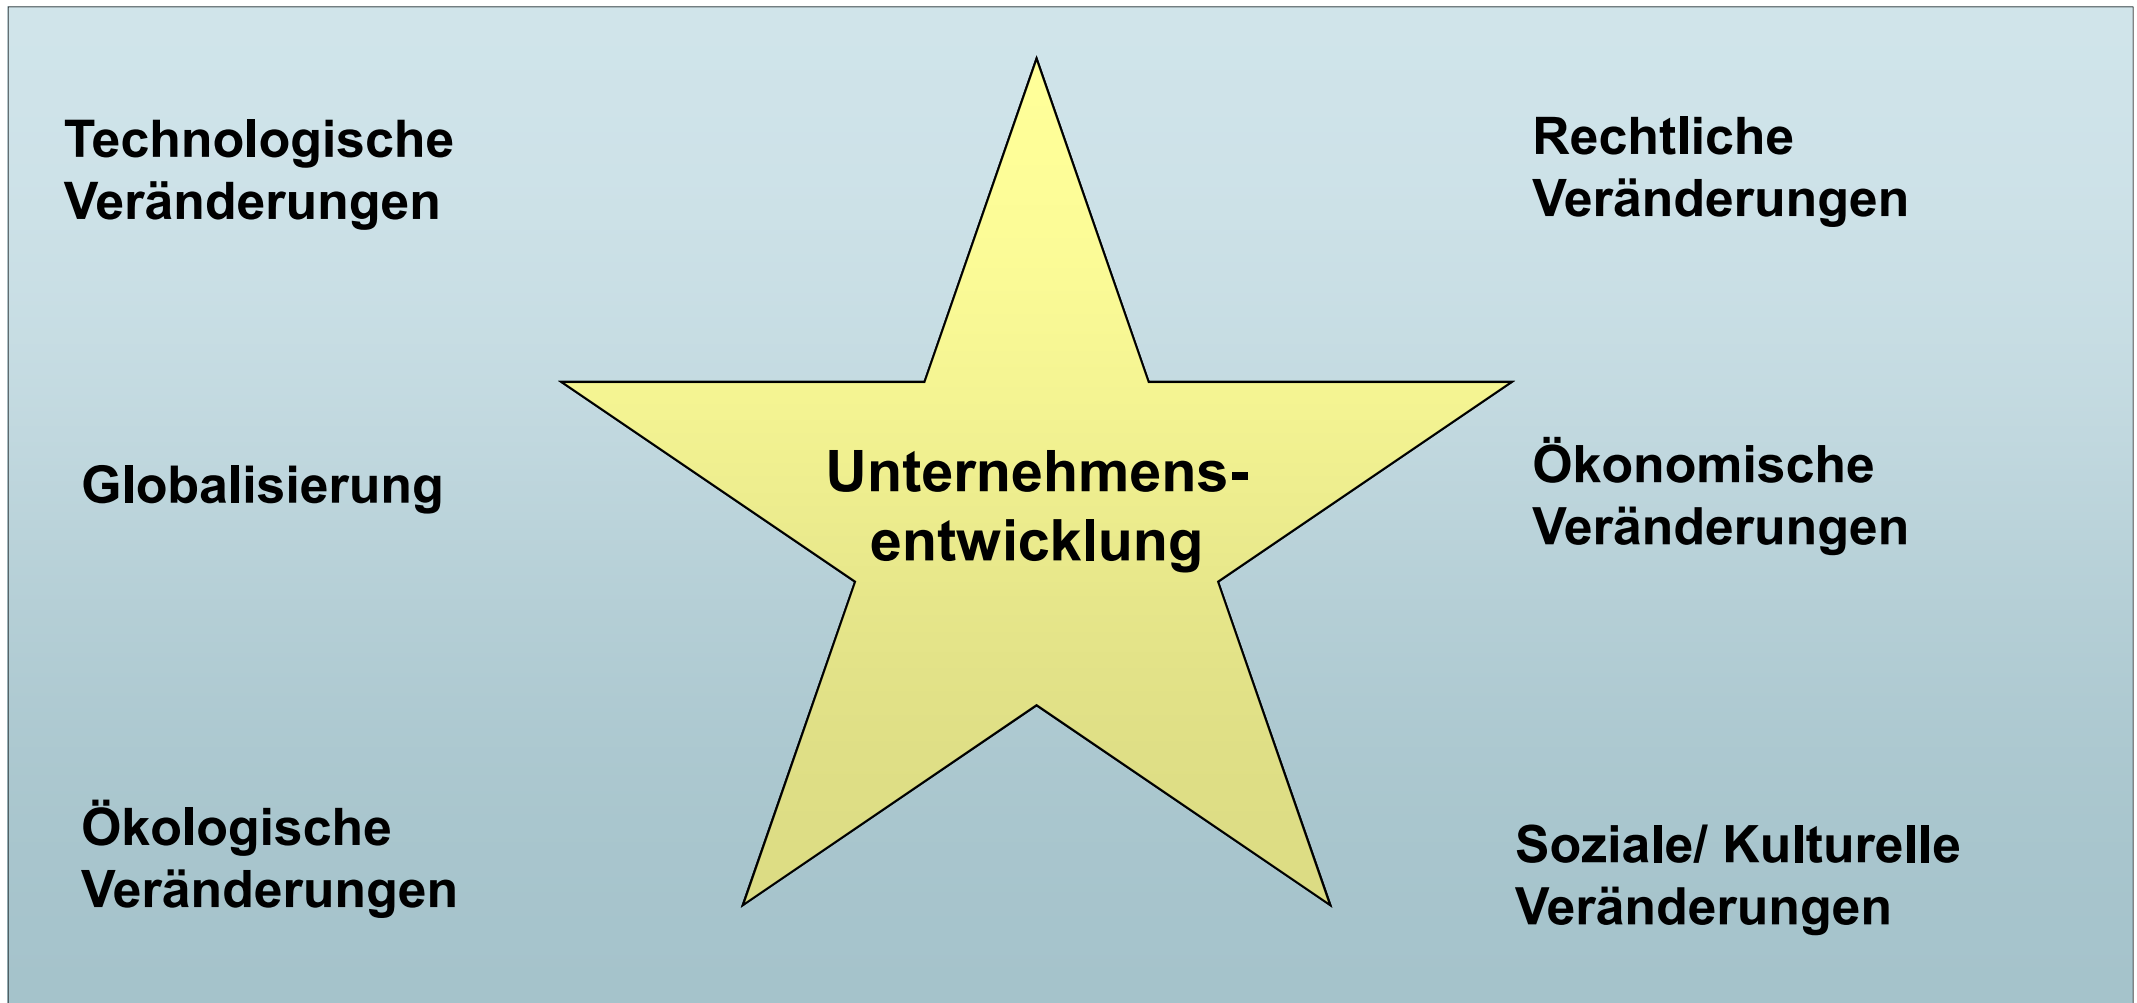 Technologische
Veränderungen
Rechtliche
Veränderungen
Globalisierung
Unternehmens-
entwicklung
Ökonomische
Veränderungen
Ökologische
Veränderungen
Soziale/ Kulturelle
Veränderungen